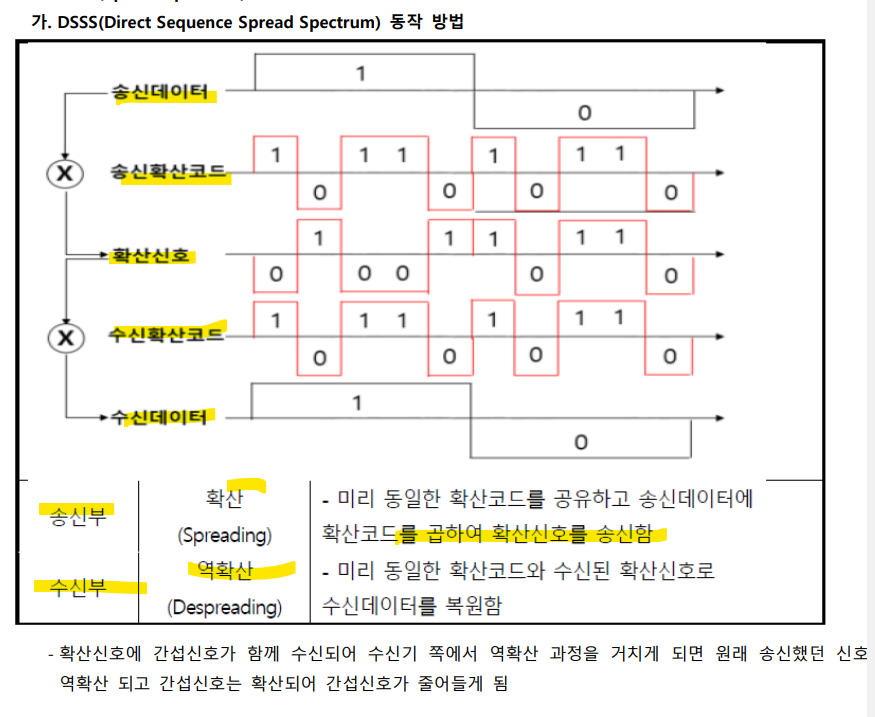 가. DSSS(Direct Sequence Spread Spectrum) 동작 방법
1
송신데이터
0
1 1 1 1 1 1
X 송신확산코드
0 0 0 0
1 1 1 1 1
확산신호
0 0 0 0 0
1 1 1 1 1 1
X 수신확산코드
0 0 0 0
1
수신데이터
0
송신부
확산
(Spreading)
- 미리 동일한 확산코드를 공유하고 송신데이터에
확산코드를 곱하여 확산신호를 송신함
수신부
역확산
(Despreading)
- 미리 동일한 확산코드와 수신된 확산신호로
수신데이터를 복원함
- 확산신호에 간섭신호가 함께 수신되어 수신기 쪽에서 역확산 과정을 거치게 되면 원래 송신했던 신호
역확산 되고 간섭신호는 확산되어 간섭신호가 줄어들게 됨